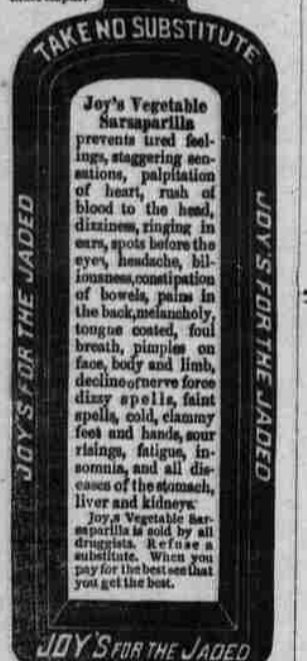 TAKE NO SUBSTITUTE
Joy's Vegetable
Sarsaparilla
prevents tired feel-
ings, staggering sen-
sations, palpitation
of heart, rush of
blood to the head,
dizziness, ringing in
ears, spots before the
eyes, headache, bil-
iousness,constipation
of bowels, pains in
the back,melancholy,
tongue coated, foul
breath, pimples on
face, body and limb,
decline of nerve force
dizzy spells, faint
spells, cold, clammy
feet and hands, sour
risings, fatigue, in-
somnia, and all dis-
eases of the stomach,
liver and kidneys.
Joy,s Vegetable Sar-
saparilla is sold by all
druggists. Refuse a
substitute. When you
pay for the best see that
you get the best.
JOY'S FOR THE JADED
JOY'S FOR THE JADED
JOY'S FOR THE JADED